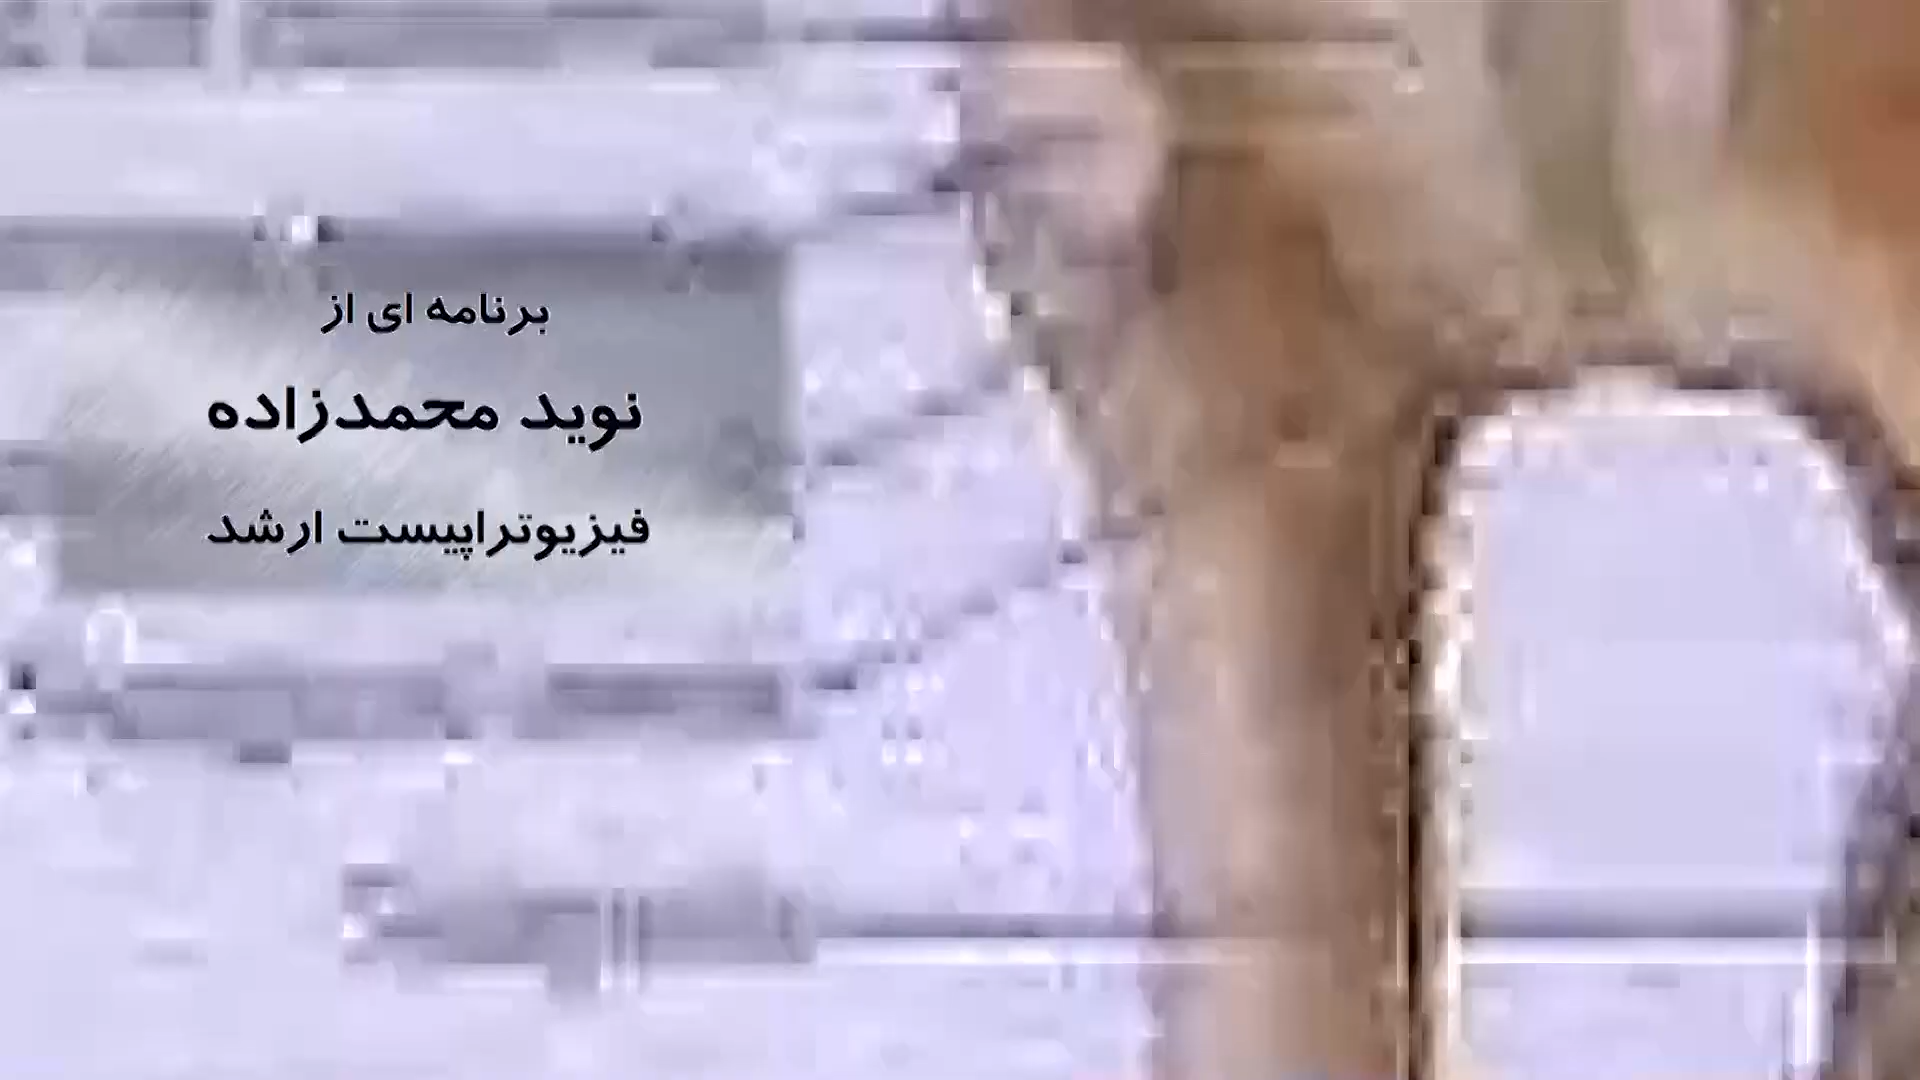 برنامه ای از
نوید محمدزاده
فیزیوتراپیست ارشد